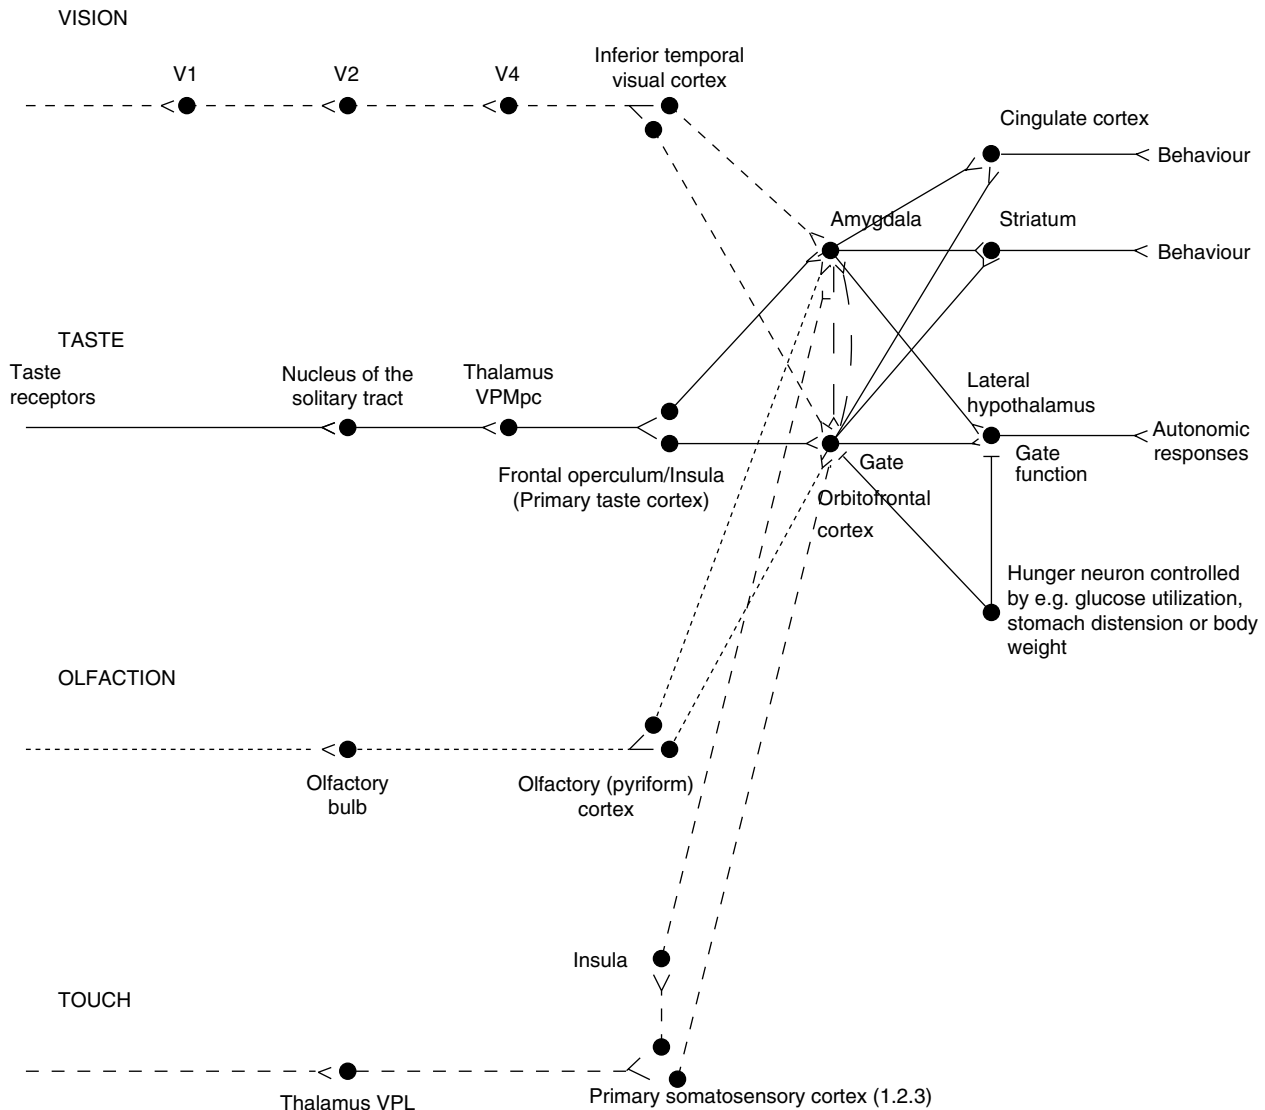 VISION
V1
V2
V4
Inferior temporal
visual cortex
Cingulate cortex
Behaviour
Amygdala
Striatum
Behaviour
TASTE
Taste
receptors
Nucleus of the
solitary tract
Thalamus
VPMpc
Frontal operculum/Insula
(Primary taste cortex)
Gate
Orbitofrontal
cortex
Lateral
hypothalamus
Gate
function
Autonomic
responses
Hunger neuron controlled
by e.g. glucose utilization,
stomach distension or body
weight
OLFACTION
Olfactory
bulb
Olfactory (pyriform)
cortex
Insula
TOUCH
Thalamus VPL
Primary somatosensory cortex (1.2.3)